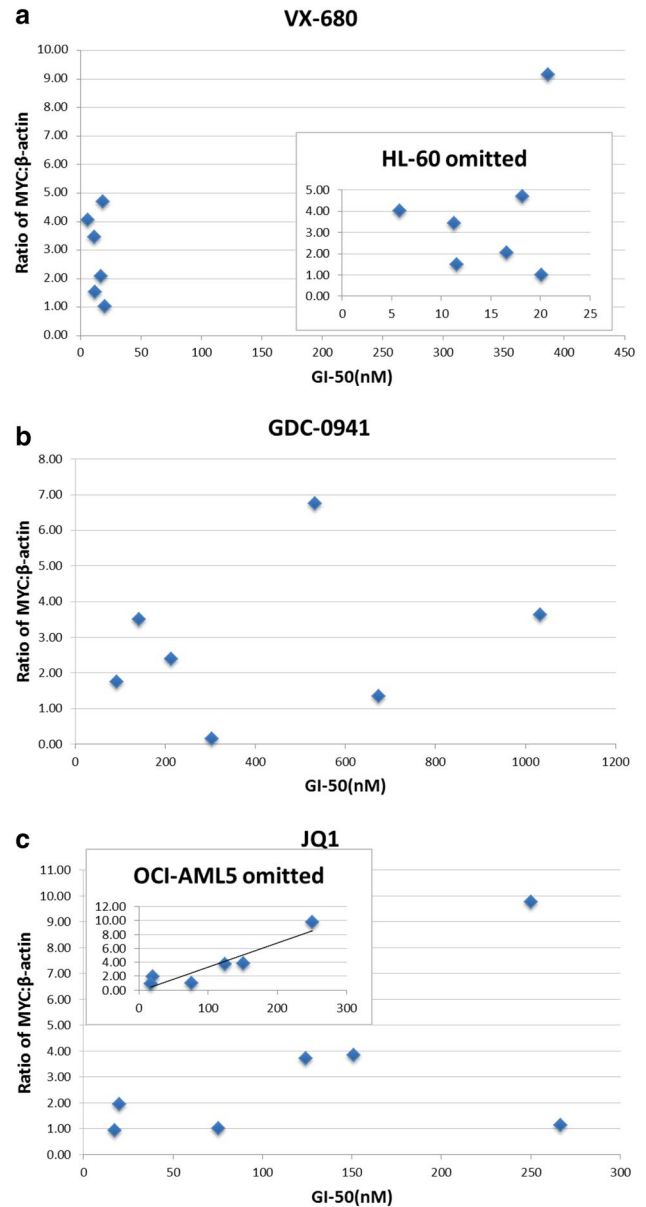 a
VX-680
10.00
9.00
8.00
7.00
6.00
5.00
4.00
3.00
2.00
1.00
0.00
Ratio of MYC:β-actin
HL-60 omitted
5.00
4.00
3.00
2.00
1.00
0.00
0 5 10 15 20 25
0 50 100 150 200 250 300 350 400 450
GI-50(nM)
b
GDC-0941
8.00
7.00
6.00
5.00
4.00
3.00
2.00
1.00
0.00
Ratio of MYC:β-actin
0 200 400 600 800 1000 1200
GI-50(nM)
c
JQ1
11.00
10.00
9.00
8.00
7.00
6.00
5.00
4.00
3.00
2.00
1.00
0.00
Ratio of MYC:β-actin
OCI-AML5 omitted
12.00
10.00
8.00
6.00
4.00
2.00
0.00
0 100 200 300
0 50 100 150 200 250 300
GI-50(nM)